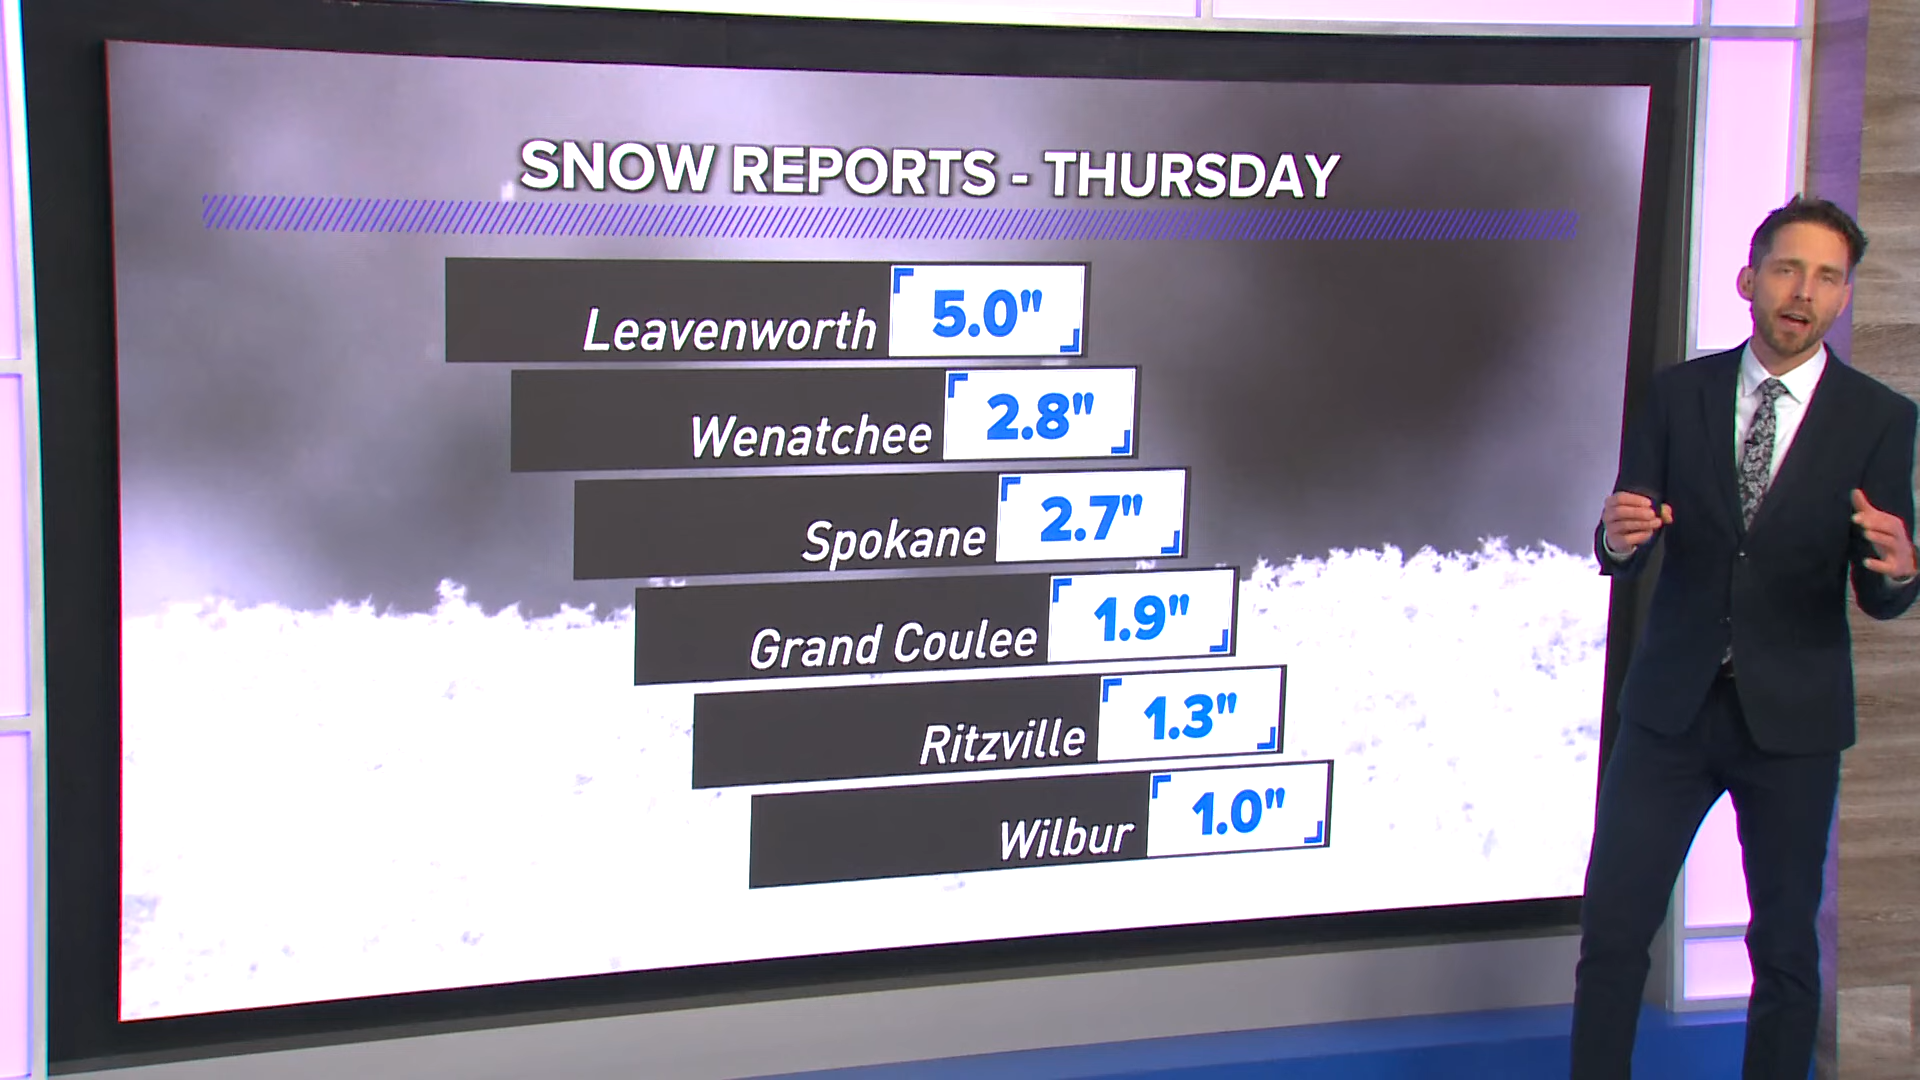 SNOW REPORTS - THURSDAY
Leavenworth 5.0"
Wenatchee 2.8"
Spokane 2.7"
Grand Coulee 1.9"
Ritzville 1.3"
Wilbur 1.0"